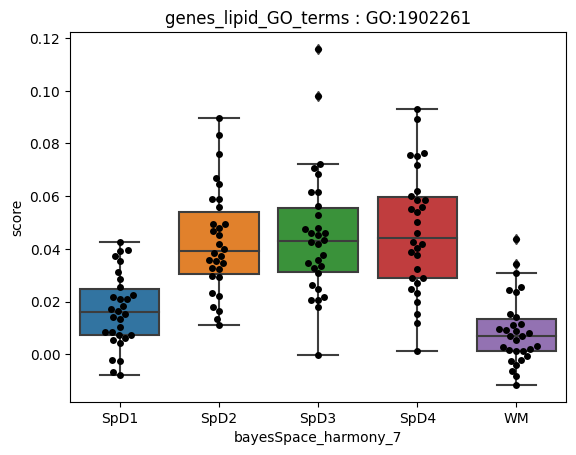 genes_lipid_GO_terms : GO:1902261
0.12
0.10
0.08
0.06
0.04
0.02
0.00
score
SpD1 SpD2 SpD3 SpD4 WM
bayesSpace_harmony_7